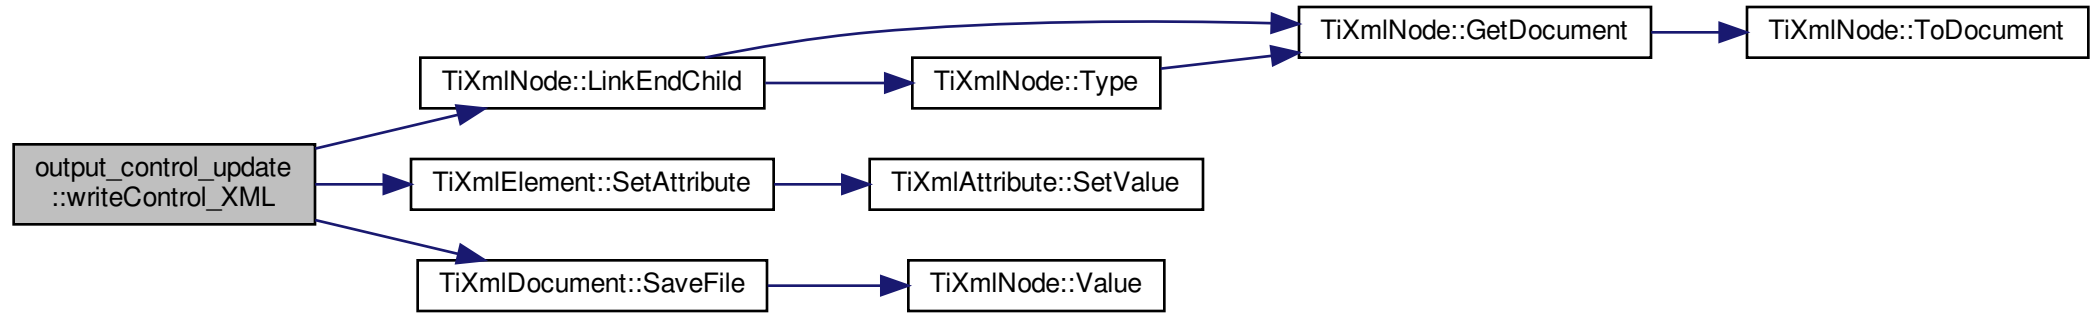 output_control_update
::writeControl_XML
TiXmlNode::LinkEndChild
TiXmlElement::SetAttribute
TiXmlDocument::SaveFile
TiXmlNode::Type
TiXmlAttribute::SetValue
TiXmlNode::Value
TiXmlNode::GetDocument
TiXmlNode::ToDocument